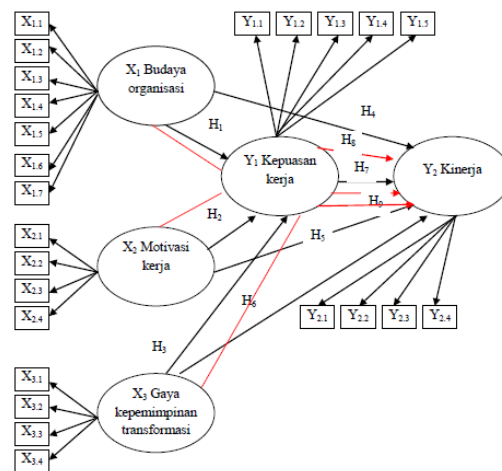 X1.1
X1.2
X1.3
X1.4
X1.5
X1.6
X1.7
X1 Budaya
organisasi
Y1.1
Y1.2
Y1.3
Y1.4
Y1.5
H1
H4
H8
Y1 Kepuasan
kerja
H7
Y2 Kinerja
H9
H2
X2.1
X2.2
X2.3
X2.4
X2 Motivasi
kerja
H5
Y2.1
Y2.2
Y2.3
Y2.4
H6
H3
X3.1
X3.2
X3.3
X3.4
X3 Gaya
kepemimpinan
transformasi